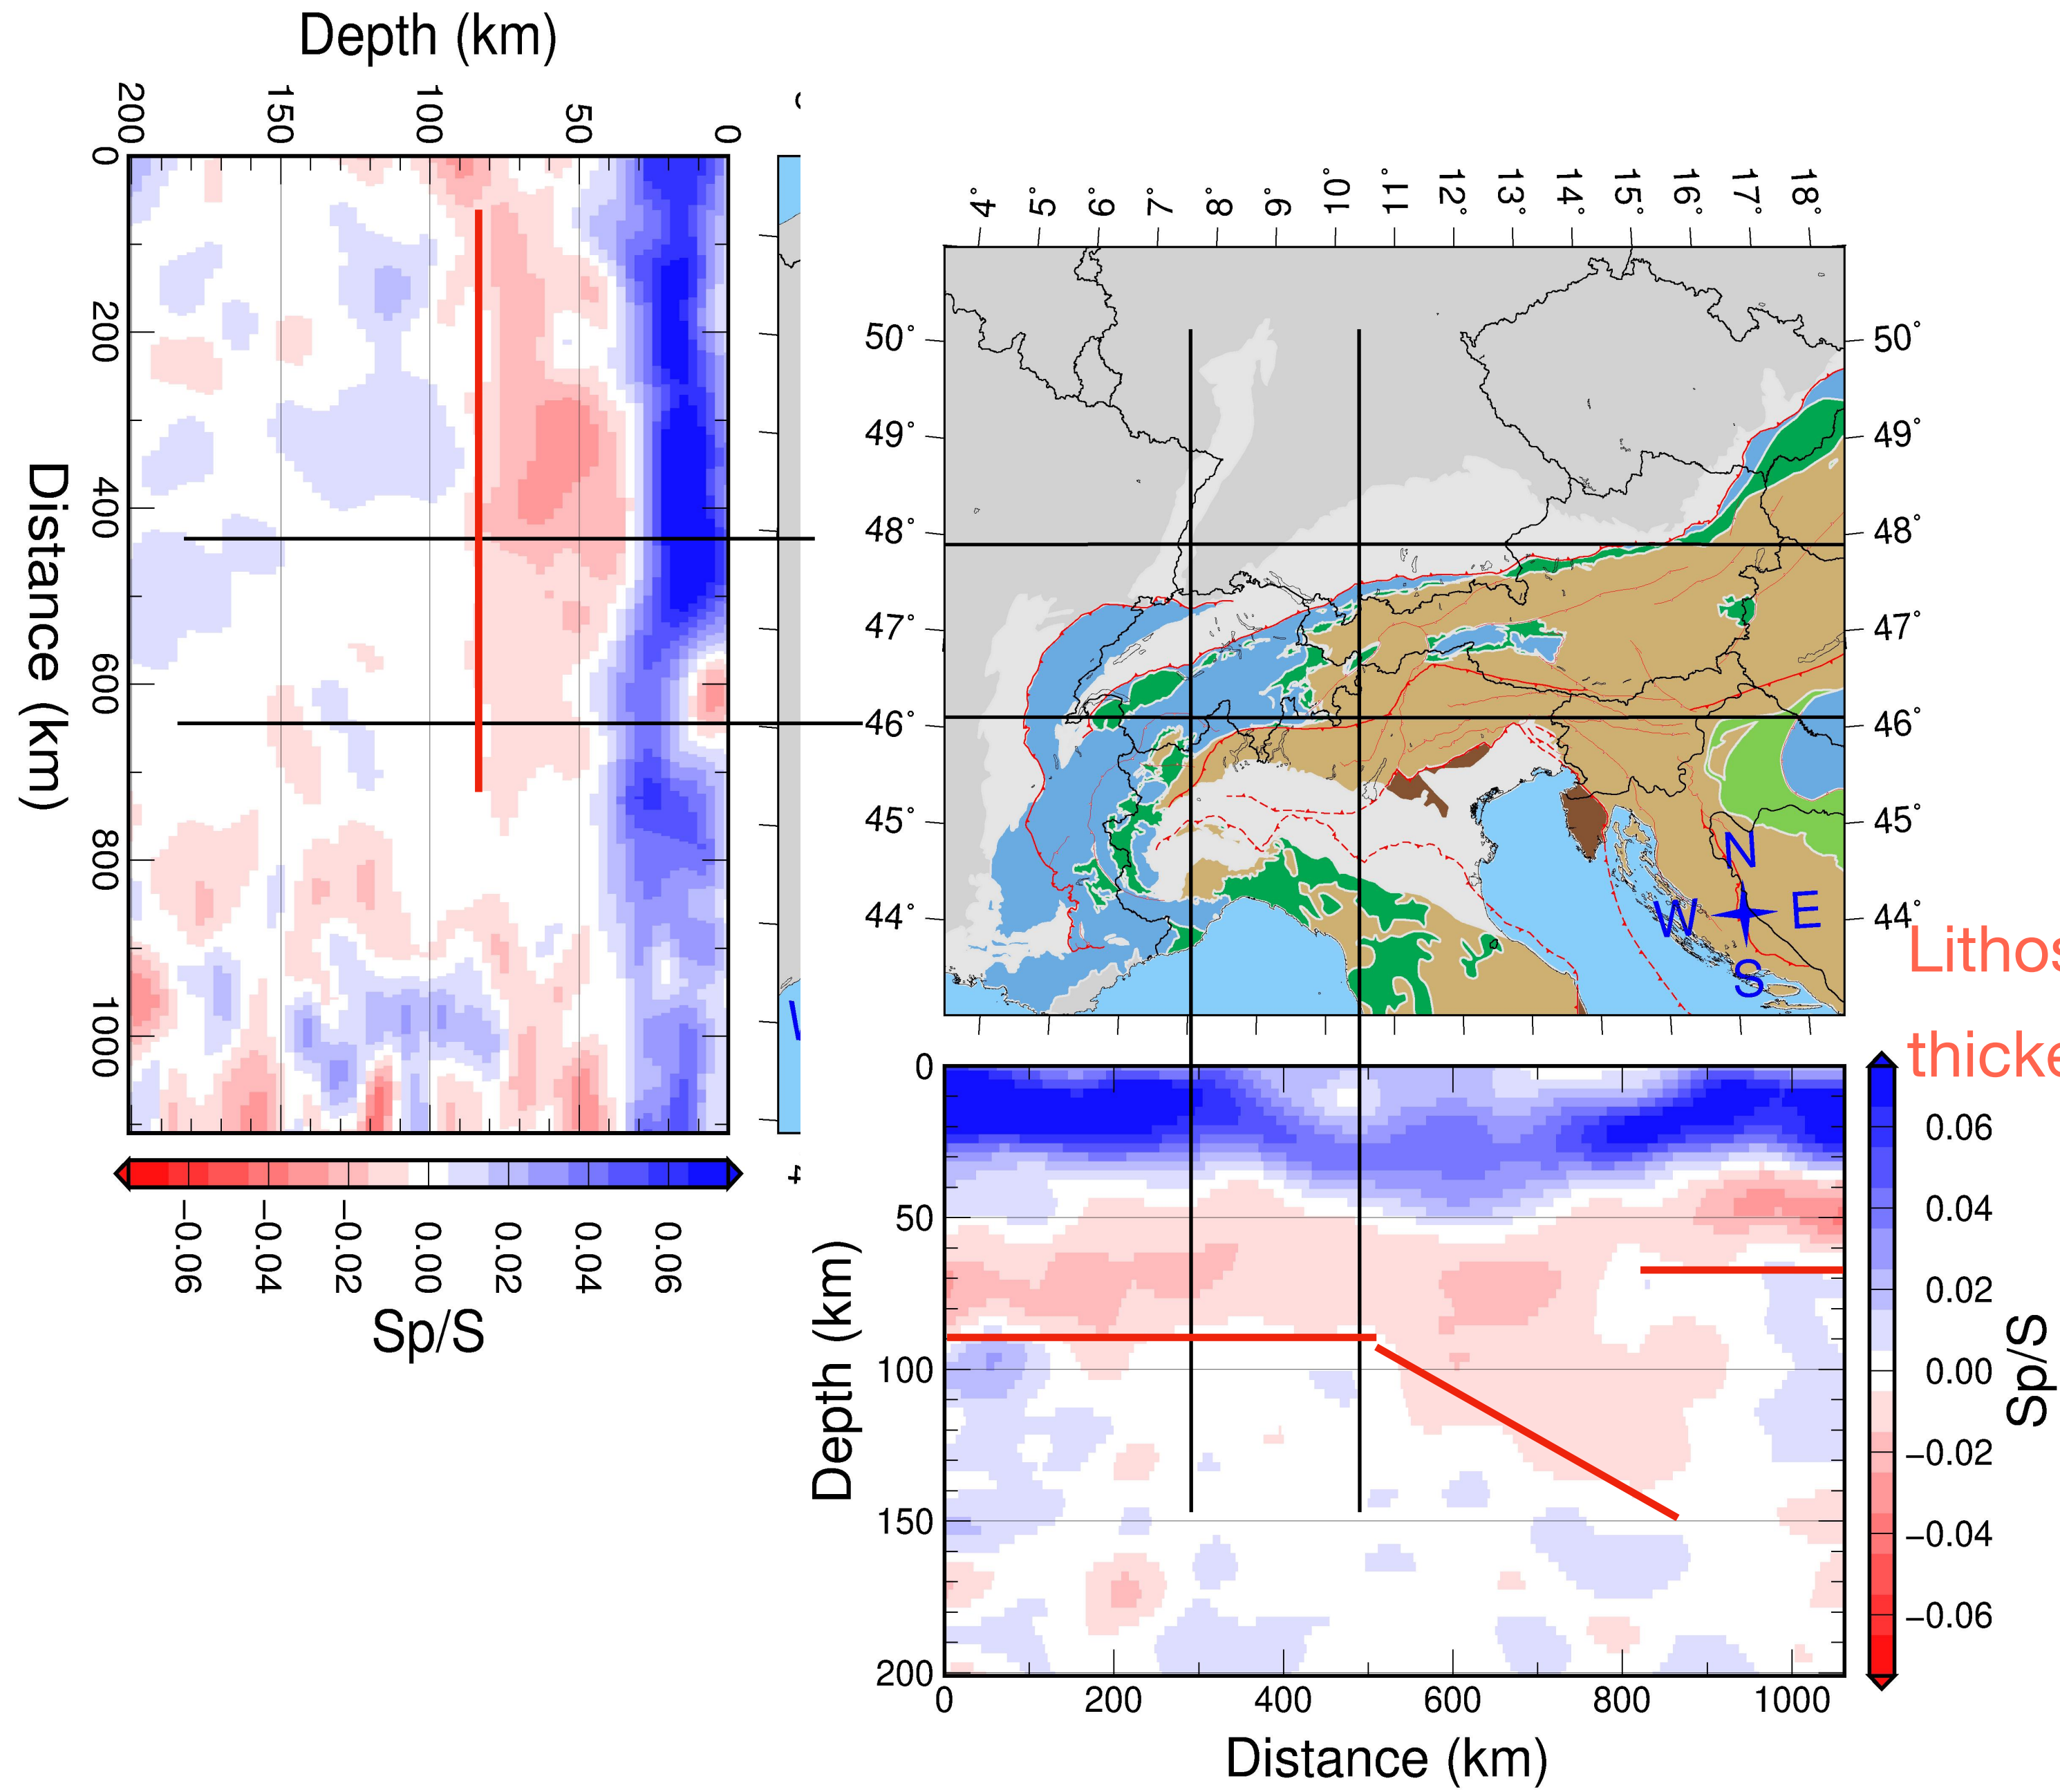 Depth (km)
200 150 100 50 0
0
200
400
600
800
1000
Distance (km)
−0.06 −0.04 −0.02 0.00 0.02 0.04 0.06
Sp/S
4° 5° 6° 7° 8° 9° 10° 11° 12° 13° 14° 15° 16° 17° 18°
50° 50°
49° 49°
48° 48°
47° 47°
46° 46°
45° 45°
44° 44°
N
W E
S
Lithos
thicke
0
50
100
150
200
Depth (km)
0 200 400 600 800 1000
Distance (km)
0.06
0.04
0.02
0.00
−0.02
−0.04
−0.06
Sp/S